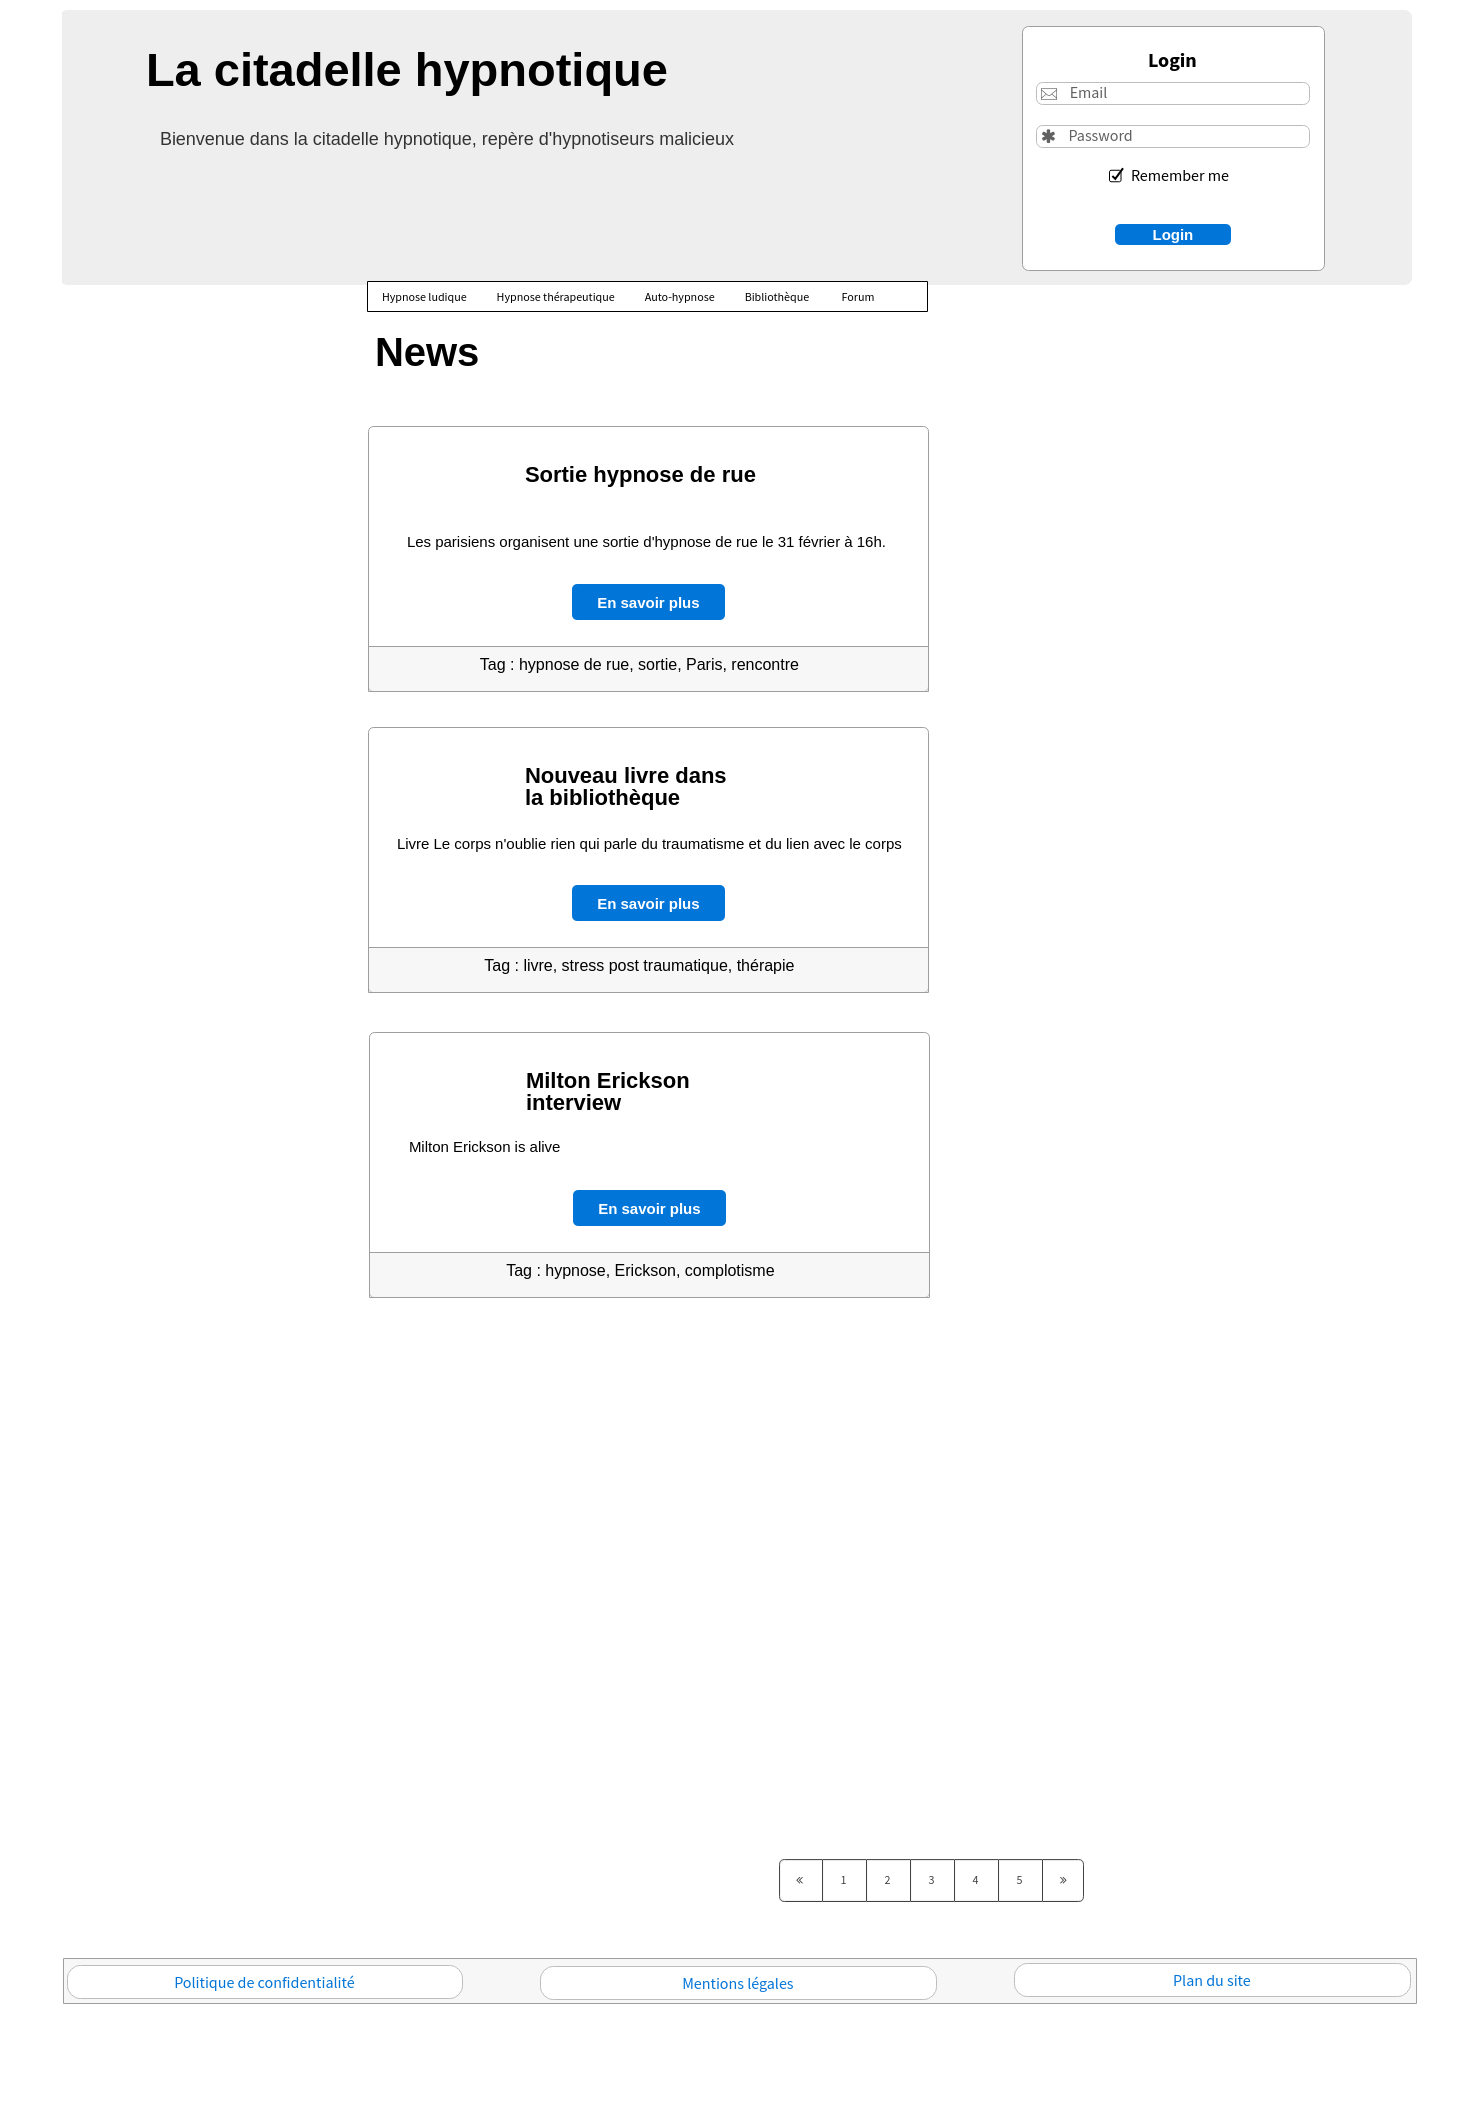 La citadelle hypnotique
Bienvenue dans la citadelle hypnotique, repère d'hypnotiseurs malicieux
Login
Email
Password
Remember me
Login
Hypnose ludique Hypnose thérapeutique Auto-hypnose Bibliothèque Forum
News
Sortie hypnose de rue
Les parisiens organisent une sortie d'hypnose de rue le 31 février à 16h.
En savoir plus
Tag : hypnose de rue, sortie, Paris, rencontre
Nouveau livre dans
la bibliothèque
Livre Le corps n'oublie rien qui parle du traumatisme et du lien avec le corps
En savoir plus
Tag : livre, stress post traumatique, thérapie
Milton Erickson
interview
Milton Erickson is alive
En savoir plus
Tag : hypnose, Erickson, complotisme
« 1 2 3 4 5 »
Politique de confidentialité Mentions légales Plan du site